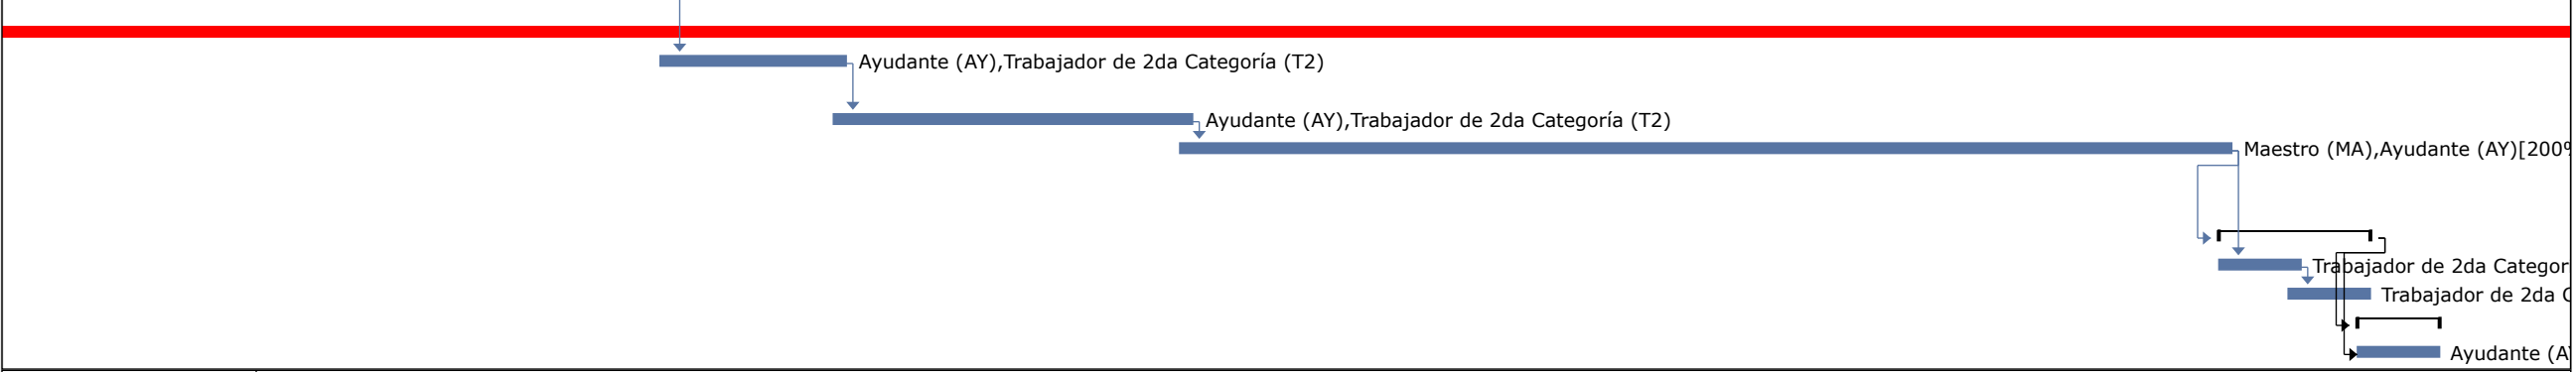 Ayudante (AY),Trabajador de 2da Categoría (T2)
Ayudante (AY),Trabajador de 2da Categoría (T2)
Maestro (MA),Ayudante (AY)[200%
Trabajador de 2da Categor
Trabajador de 2da
Ayudante (A